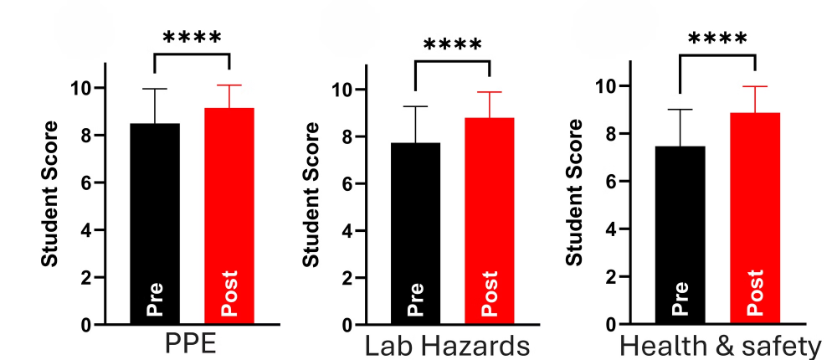 ****
Student Score
10
8
6
4
2
0
Pre
Post
PPE
****
Student Score
10
8
6
4
2
0
Pre
Post
Lab Hazards
****
Student Score
10
8
6
4
2
0
Pre
Post
Health & safety